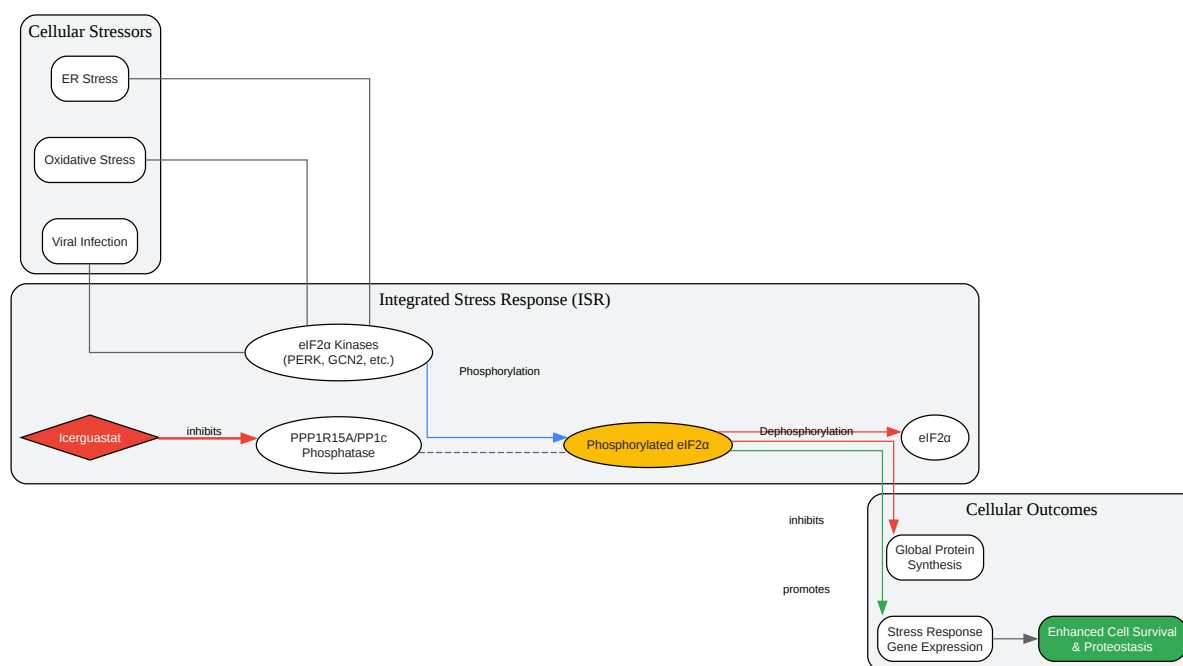 Cellular Stressors
ER Stress
Oxidative Stress
Viral Infection
Integrated Stress Response (ISR)
eIF2α Kinases
(PERK, GCN2, etc.)
Phosphorylation
Icerguastat
inhibits
PPP1R15A/PP1c
Phosphatase
Phosphorylated eIF2α
Dephosphorylation
eIF2α
Cellular Outcomes
inhibits
Global Protein
Synthesis
promotes
Stress Response
Gene Expression
Enhanced Cell Survival
& Proteostasis